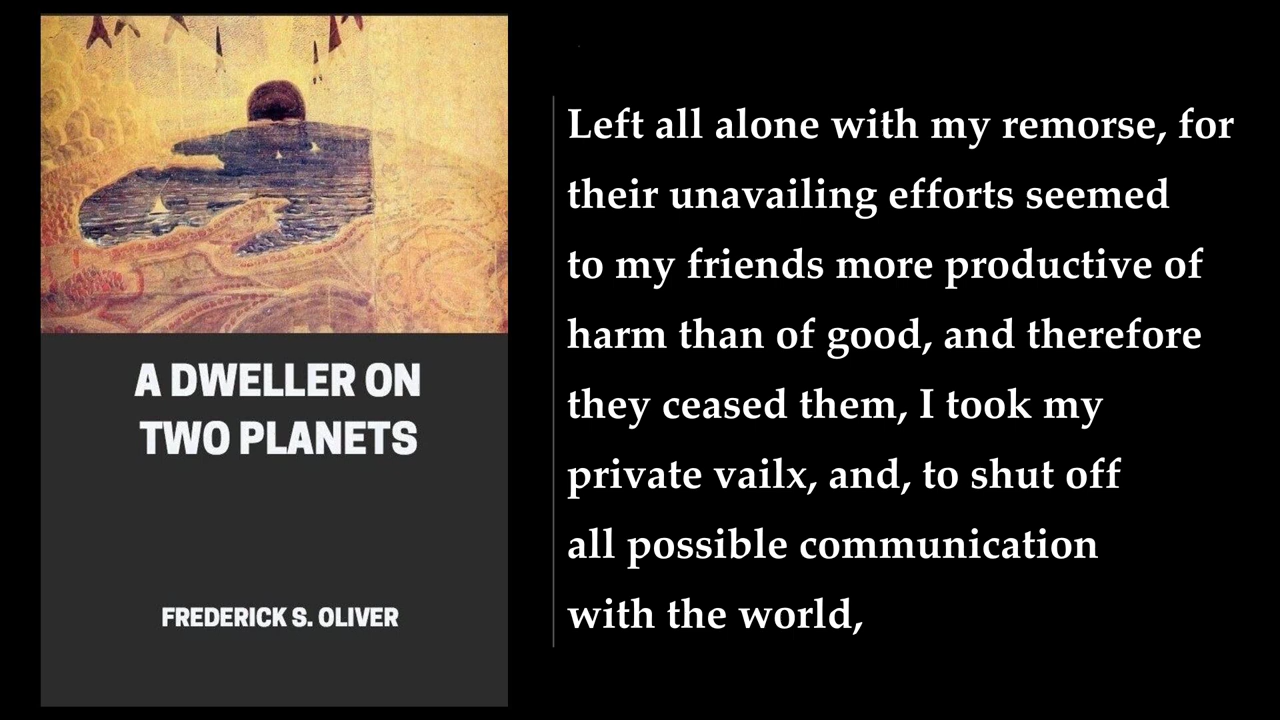 A DWELLER ON
TWO PLANETS
FREDERICK S. OLIVER
Left all alone with my remorse, for
their unavailing efforts seemed
to my friends more productive of
harm than of good, and therefore
they ceased them, I took my
private vailx, and, to shut off
all possible communication
with the world,